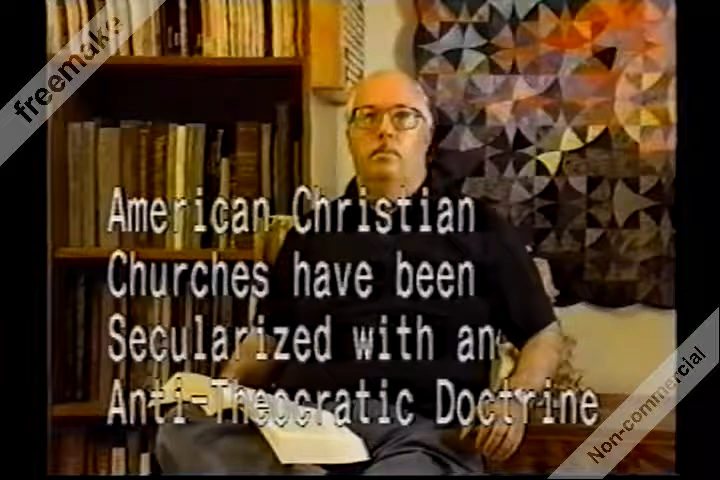 freemake
American Christian
Churches have been
Secularized with an
Anti-Theocratic Doctrine
Non-commercial